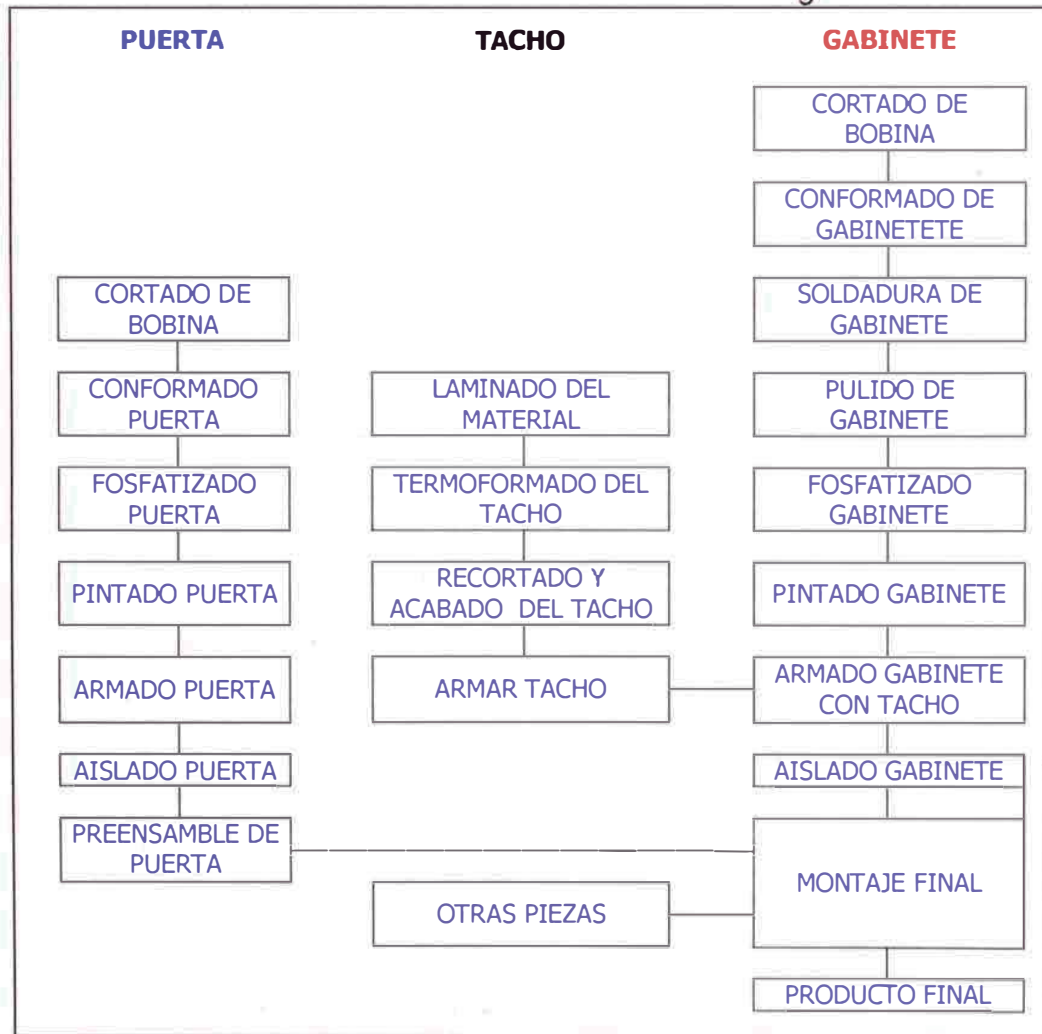 PUERTA
TACHO
GABINETE
CORTADO DE
BOBINA
CONFORMADO DE
GABINETETE
CORTADO DE
BOBINA
SOLDADURA DE
GABINETE
CONFORMADO
PUERTA
LAMINADO DEL
MATERIAL
PULIDO DE
GABINETE
FOSFATIZADO
PUERTA
TERMOFORMADO DEL
TACHO
FOSFATIZADO
GABINETE
PINTADO PUERTA
RECORTADO Y
ACABADO DEL TACHO
PINTADO GABINETE
ARMADO PUERTA
ARMAR TACHO
ARMADO GABINETE
CON TACHO
AISLADO PUERTA
AISLADO GABINETE
PREENSAMBLE DE
PUERTA
MONTAJE FINAL
OTRAS PIEZAS
PRODUCTO FINAL